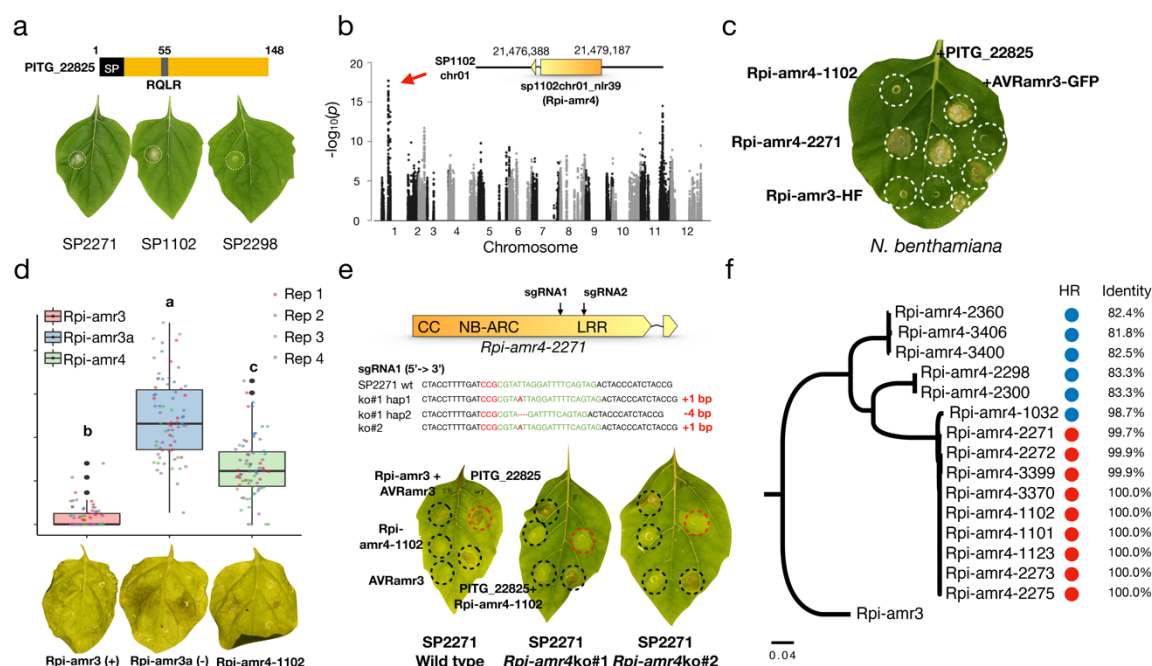 a
1 55 148
PITG_22825 SP
RQLR
SP2271 SP1102 SP2298
b
21,476,388 21,479,187
SP1102
chr01
sp1102chr01_nlr39
(Rpi-amr4)
-log10(p)
20
15
10
5
0
1 2 3 4 5 6 7 8 9 10 11 12
Chromosome
c
+PITG_22825
+AVRamr3-GFP
Rpi-amr4-1102
Rpi-amr4-2271
Rpi-amr3-HF
N. benthamiana
d
Rpi-amr3
Rpi-amr3a
Rpi-amr4
a
b
c
Rep 1
Rep 2
Rep 3
Rep 4
Rpi-amr3 (+) Rpi-amr3a (-) Rpi-amr4-1102
e
sgRNA1 sgRNA2
CC NB-ARC LRR
Rpi-amr4-2271
sgRNA1 (5'-> 3')
SP2271 wt CTACCTTTTGATCCGCGTATTAGGATTTTCAGTAGACTACCCATCTACCG
ko#1 hap1 CTACCTTTTGATCCGCGTATATAGGATTTTCAGTAGACTACCCATCTACCG +1 bp
ko#1 hap2 CTACCTTTTGATCCGCGTA----GATTTTCAGTAGACTACCCATCTACCG -4 bp
ko#2 CTACCTTTTGATCCGCGTATATAGGATTTTCAGTAGACTACCCATCTACCG +1 bp
Rpi-amr3 +
AVRamr3
PITG_22825
Rpi-
amr4-1102
AVRamr3
PITG_22825+
Rpi-amr4-1102
SP2271
Wild type
SP2271
Rpi-amr4ko#1
SP2271
Rpi-amr4ko#2
f
HR Identity
Rpi-amr4-2360 82.4%
Rpi-amr4-3406 81.8%
Rpi-amr4-3400 82.5%
Rpi-amr4-2298 83.3%
Rpi-amr4-2300 83.3%
Rpi-amr4-1032 98.7%
Rpi-amr4-2271 99.7%
Rpi-amr4-2272 99.9%
Rpi-amr4-3399 99.9%
Rpi-amr4-3370 100.0%
Rpi-amr4-1102 100.0%
Rpi-amr4-1101 100.0%
Rpi-amr4-1123 100.0%
Rpi-amr4-2273 100.0%
Rpi-amr4-2275 100.0%
Rpi-amr3
0.04